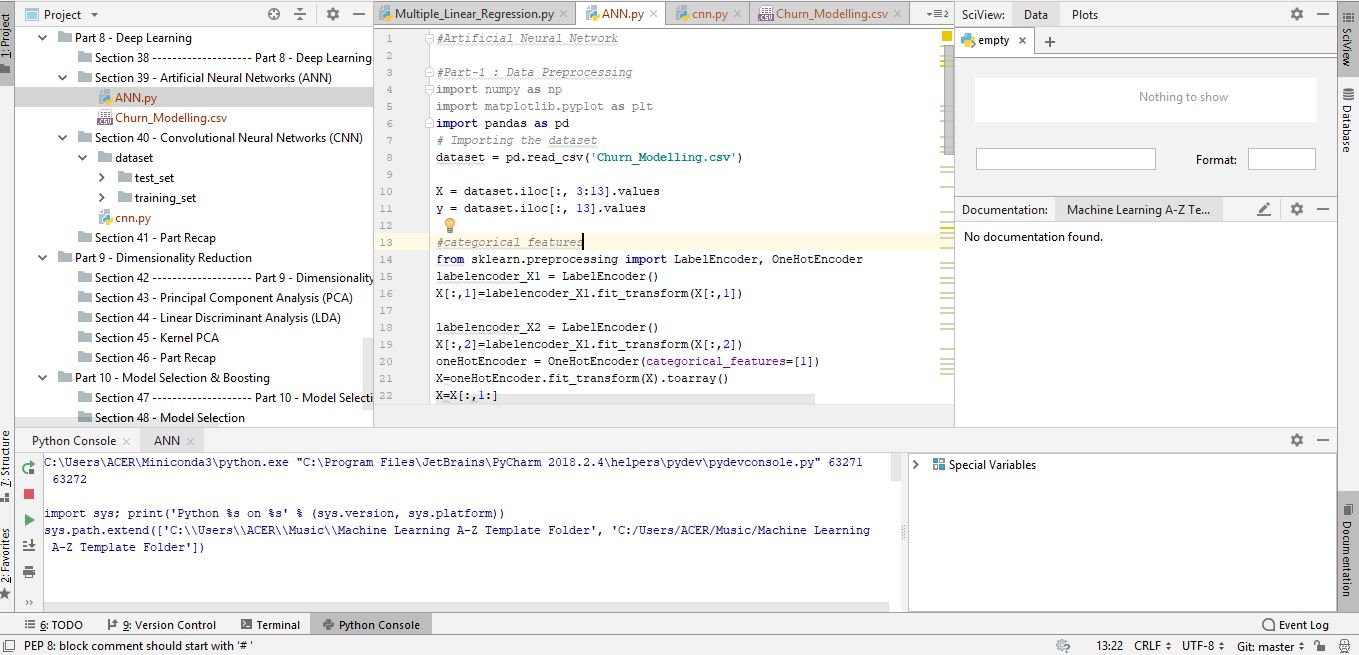 Project
Multiple_Linear_Regression.py
ANN.py
cnn.py
Churn_Modelling.csv
2
SciView:
Data
Plots
1: Project
Part 8 - Deep Learning
Section 38 -------------------- Part 8 - Deep Learning
Section 39 - Artificial Neural Networks (ANN)
ANN.py
Churn_Modelling.csv
Section 40 - Convolutional Neural Networks (CNN)
dataset
test_set
training_set
cnn.py
Section 41 - Part Recap
Part 9 - Dimensionality Reduction
Section 42 -------------------- Part 9 - Dimensionality
Section 43 - Principal Component Analysis (PCA)
Section 44 - Linear Discriminant Analysis (LDA)
Section 45 - Kernel PCA
Section 46 - Part Recap
Part 10 - Model Selection & Boosting
Section 47 -------------------- Part 10 - Model Selecti
Section 48 - Model Selection
1 #Artificial Neural Network
2
3 #Part-1 : Data Preprocessing
4 import numpy as np
5 import matplotlib.pyplot as plt
6 import pandas as pd
7 # Importing the dataset
8 dataset = pd.read_csv('Churn_Modelling.csv')
9
10 X = dataset.iloc[:, 3:13].values
11 y = dataset.iloc[:, 13].values
12
13 #categorical features
14 from sklearn.preprocessing import LabelEncoder, OneHotEncoder
15 labelencoder_X1 = LabelEncoder()
16 X[:,1]=labelencoder_X1.fit_transform(X[:,1])
17
18 labelencoder_X2 = LabelEncoder()
19 X[:,2]=labelencoder_X1.fit_transform(X[:,2])
20 oneHotEncoder = OneHotEncoder(categorical_features=[1])
21 X=oneHotEncoder.fit_transform(X).toarray()
22 X=X[:,1:]
empty
Nothing to show
Format:
Documentation:
Machine Learning A-Z Te...
No documentation found.
SciView
Database
Documentation
7: Structure
2: Favorites
Python Console
ANN
C:\Users\ACER\Miniconda3\python.exe "C:\Program Files\JetBrains\PyCharm 2018.2.4\helpers\pydev\pydevconsole.py" 63271
63272
import sys; print('Python %s on %s' % (sys.version, sys.platform))
sys.path.extend(['C:\\Users\\ACER\\Music\\Machine Learning A-Z Template Folder', 'C:/Users/ACER/Music/Machine Learning
A-Z Template Folder'])
Special Variables
6: TODO
9: Version Control
Terminal
Python Console
Event Log
PEP 8: block comment should start with '# '
13:22
CRLF
UTF-8
Git: master